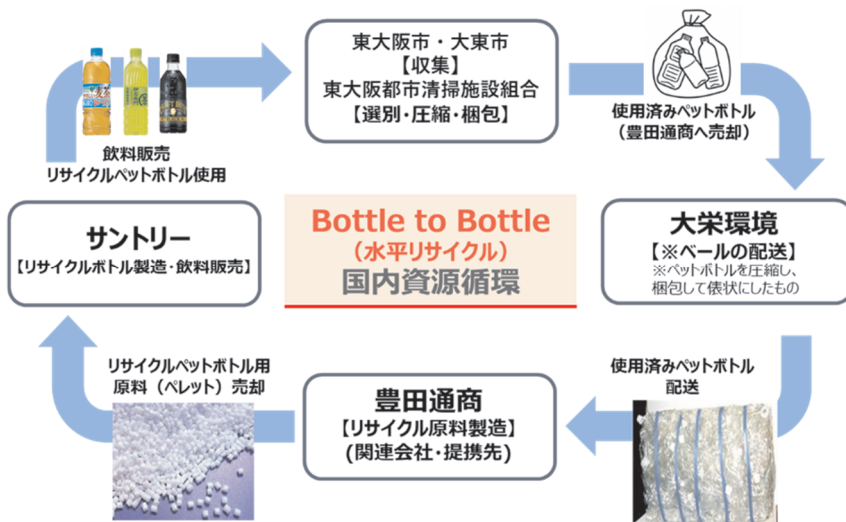 東大阪市・大東市
【収集】
東大阪都市清掃施設組合
【選別・圧縮・梱包】
飲料販売
リサイクルペットボトル使用
使用済みペットボトル
（豊田通商へ売却）
サントリー
【リサイクルボトル製造・飲料販売】
Bottle to Bottle
（水平リサイクル）
国内資源循環
大栄環境
【※ベールの配送】
※ペットボトルを圧縮し、
梱包して俵状にしたもの
リサイクルペットボトル用
原料（ペレット）売却
豊田通商
【リサイクル原料製造】
(関連会社・提携先)
使用済みペットボトル
配送